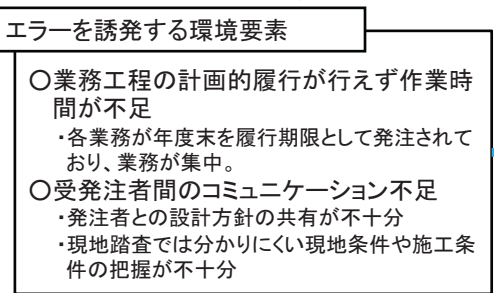 エラーを誘発する環境要素
○業務工程の計画的履行が行えず作業時
間が不足
・各業務が年度末を履行期限として発注されて
おり、業務が集中。
○受発注者間のコミュニケーション不足
・発注者との設計方針の共有が不十分
・現地踏査では分かりにくい現地条件や施工条
件の把握が不十分